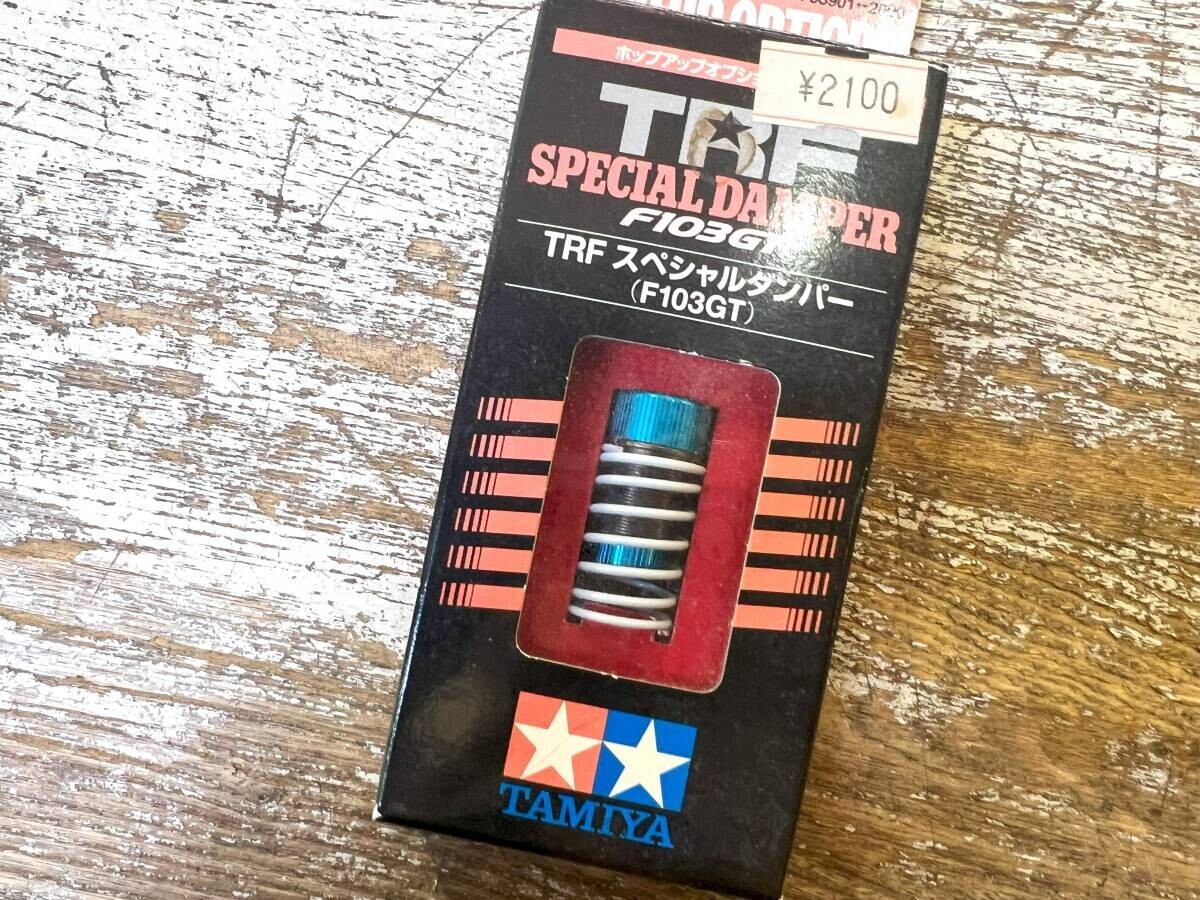 ホップアップオプショ
¥2100
TRF
SPECIAL DAMPER
F103GT
TRF スペシャルダンパー
(F103GT)
TAMIYA